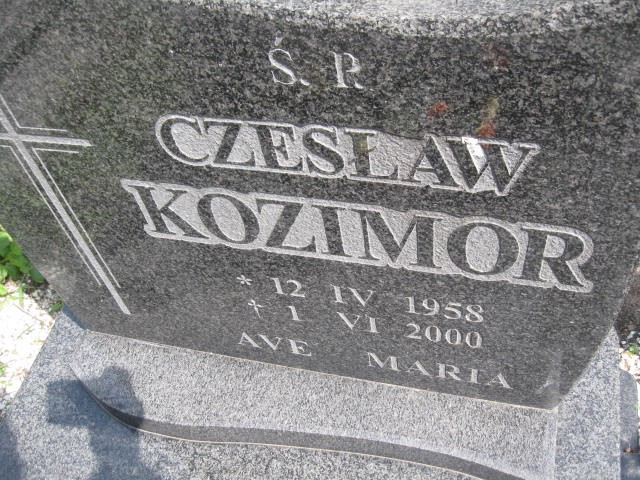 Ś. P.
CZESŁAW
KOZIMOR
* 12 IV 1958
† 1 VI 2000
AVE MARIA